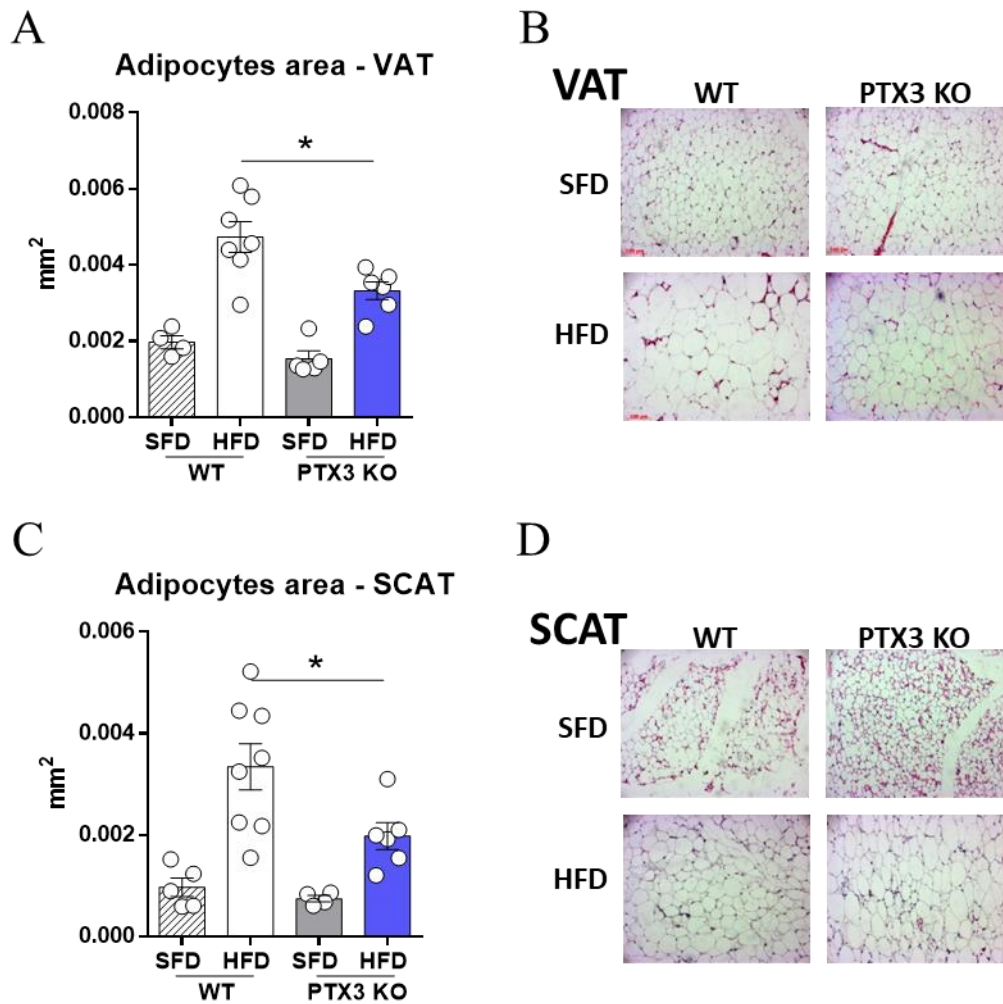 A
Adipocytes area - VAT
0.008
0.006
0.004
0.002
0.000
mm²
*
SFD HFD SFD HFD
WT PTX3 KO
B
VAT WT PTX3 KO
SFD
HFD
C
Adipocytes area - SCAT
0.006
0.004
0.002
0.000
mm²
*
SFD HFD SFD HFD
WT PTX3 KO
D
SCAT WT PTX3 KO
SFD
HFD